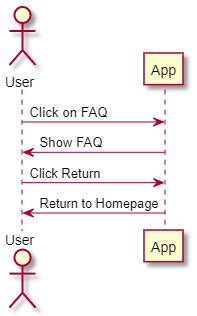 User
App
Click on FAQ
Show FAQ
Click Return
Return to Homepage
User
App